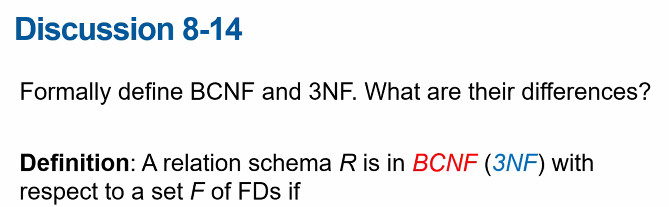 Discussion 8-14
Formally define BCNF and 3NF. What are their differences?
Definition: A relation schema R is in BCNF (3NF) with
respect to a set F of FDs if